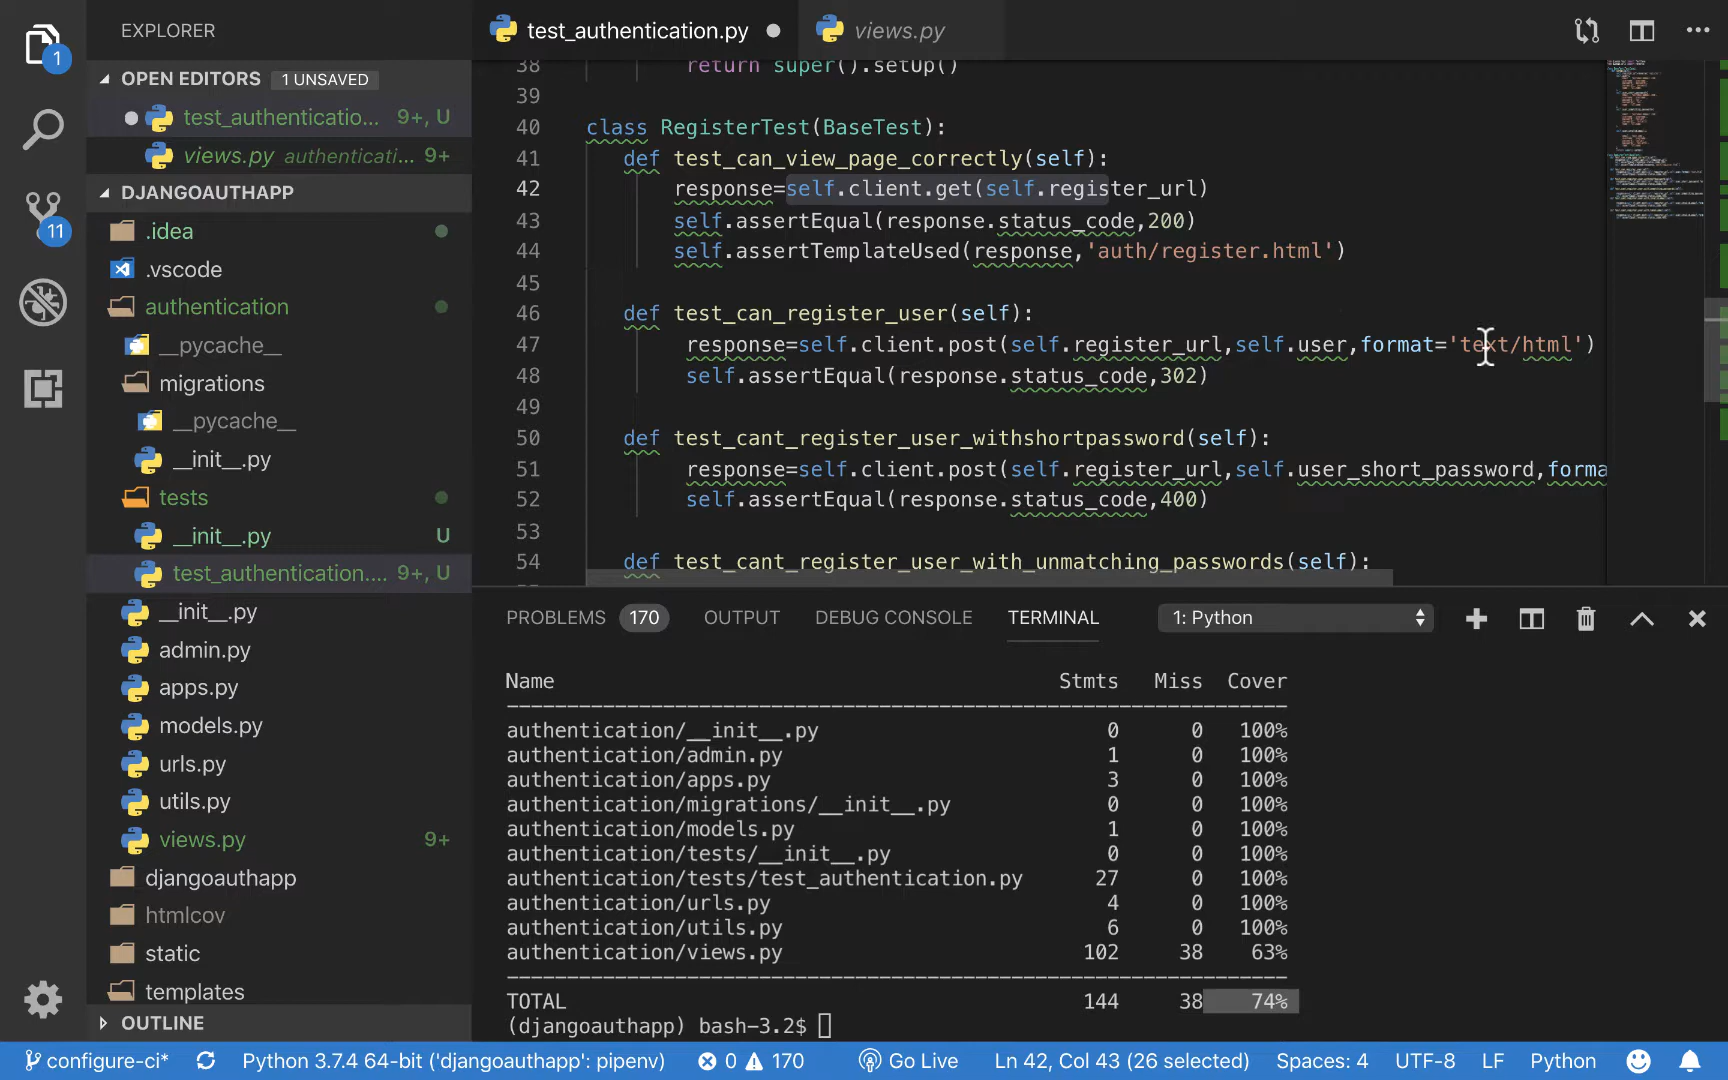 EXPLORER
OPEN EDITORS 1 UNSAVED
test_authenticatio... 9+, U
views.py authenticati... 9+
DJANGOAUTHAPP
.idea
.vscode
authentication
__pycache__
migrations
__pycache__
__init__.py
tests
__init__.py U
test_authentication.... 9+, U
__init__.py
admin.py
apps.py
models.py
urls.py
utils.py
views.py 9+
djangoauthapp
htmlcov
static
templates
OUTLINE
1
11
test_authentication.py
views.py
38 return super().setUp()
39
40 class RegisterTest(BaseTest):
41 def test_can_view_page_correctly(self):
42 response=self.client.get(self.register_url)
43 self.assertEqual(response.status_code,200)
44 self.assertTemplateUsed(response,'auth/register.html')
45
46 def test_can_register_user(self):
47 response=self.client.post(self.register_url,self.user,format='text/html')
48 self.assertEqual(response.status_code,302)
49
50 def test_cant_register_user_withshortpassword(self):
51 response=self.client.post(self.register_url,self.user_short_password,forma
52 self.assertEqual(response.status_code,400)
53
54 def test_cant_register_user_with_unmatching_passwords(self):
PROBLEMS 170 OUTPUT DEBUG CONSOLE TERMINAL 1: Python
Name Stmts Miss Cover
authentication/__init__.py 0 0 100%
authentication/admin.py 1 0 100%
authentication/apps.py 3 0 100%
authentication/migrations/__init__.py 0 0 100%
authentication/models.py 1 0 100%
authentication/tests/__init__.py 0 0 100%
authentication/tests/test_authentication.py 27 0 100%
authentication/urls.py 4 0 100%
authentication/utils.py 6 0 100%
authentication/views.py 102 38 63%
TOTAL 144 38 74%
(djangoauthapp) bash-3.2$
configure-ci* Python 3.7.4 64-bit ('djangoauthapp': pipenv) 0 170 Go Live Ln 42, Col 43 (26 selected) Spaces: 4 UTF-8 LF Python